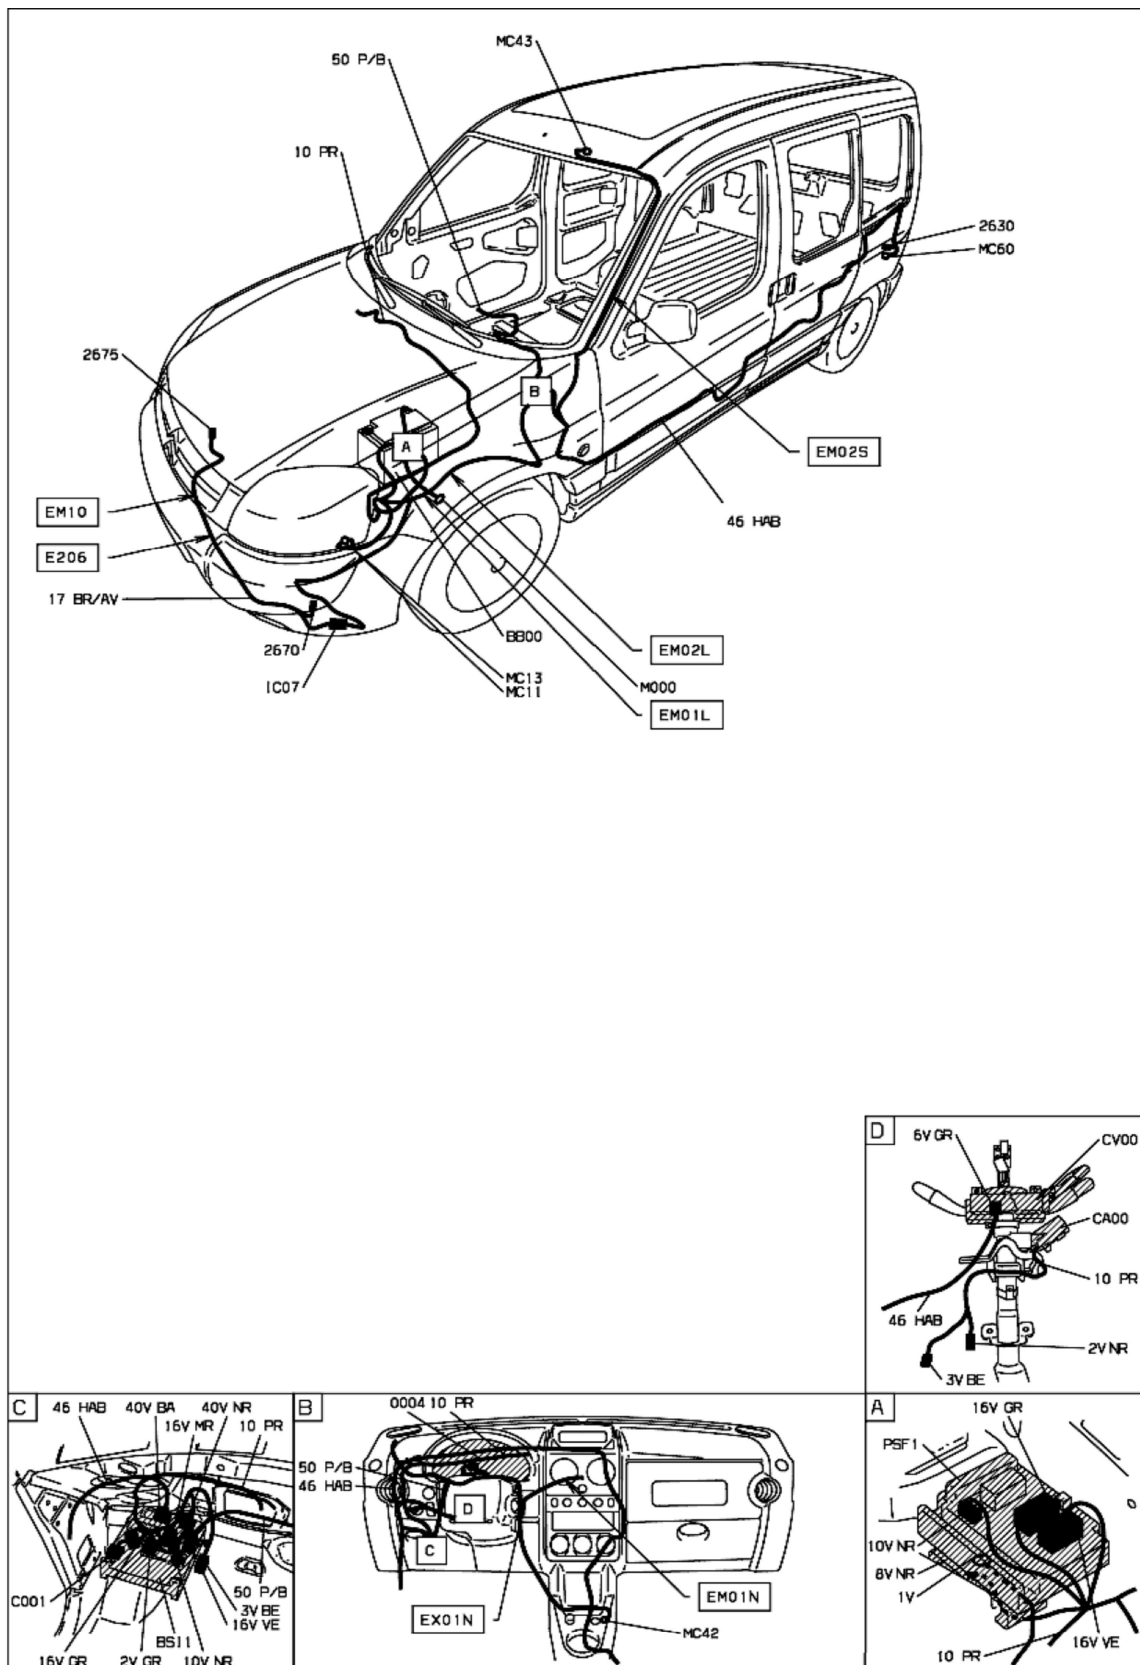 MC43
50 P/B
10 PR
2630
MC60
2675
B
A
EM02S
EM10
46 HAB
E206
17 BR/AV
BB00
EM02L
2670
MC13
IC07
M000
MC11
EM01L
D
6V GR
CV00
CA00
10 PR
46 HAB
2V NR
3V BE
C
46 HAB
40V BA
40V NR
16V MR
10 PR
C001
50 P/B
3V BE
16V VE
BSI1
16V GR
2V GR
10V NR
B
0004
10 PR
50 P/B
46 HAB
D
C
EM01N
EX01N
MC42
A
16V GR
PSF1
10V NR
8V NR
1V
16V VE
10 PR